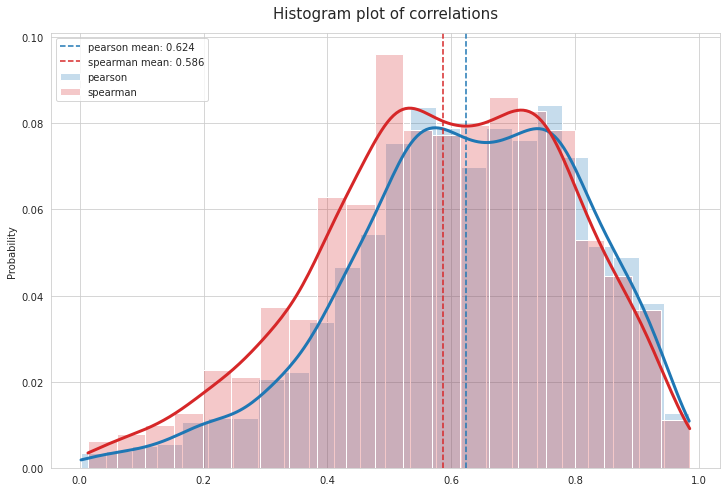 Histogram plot of correlations
pearson mean: 0.624
spearman mean: 0.586
pearson
spearman
Probability
0.10
0.08
0.06
0.04
0.02
0.00
0.0 0.2 0.4 0.6 0.8 1.0